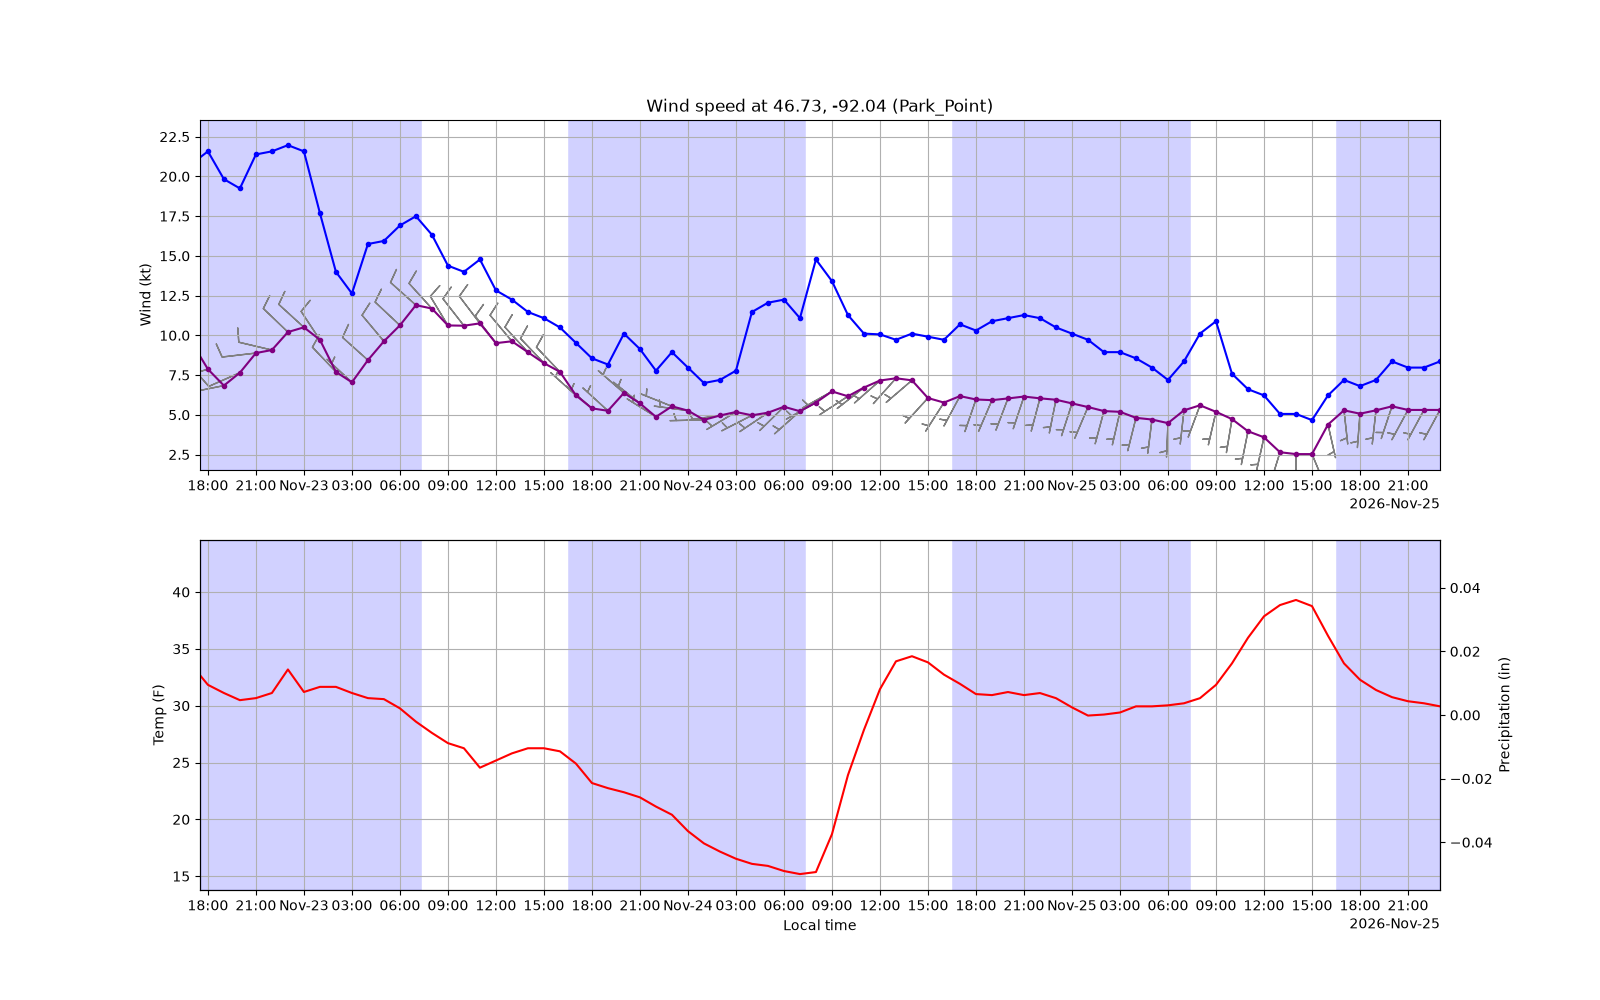 Wind speed at 46.73, -92.04 (Park_Point)
Wind (kt)
22.5
20.0
17.5
15.0
12.5
10.0
7.5
5.0
2.5
18:00 21:00 Nov-23 03:00 06:00 09:00 12:00 15:00 18:00 21:00 Nov-24 03:00 06:00 09:00 12:00 15:00 18:00 21:00 Nov-25 03:00 06:00 09:00 12:00 15:00 18:00 21:00
2026-Nov-25
Temp (F)
40
35
30
25
20
15
0.04
0.02
0.00
−0.02
−0.04
Precipitation (in)
18:00 21:00 Nov-23 03:00 06:00 09:00 12:00 15:00 18:00 21:00 Nov-24 03:00 06:00 09:00 12:00 15:00 18:00 21:00 Nov-25 03:00 06:00 09:00 12:00 15:00 18:00 21:00
Local time
2026-Nov-25